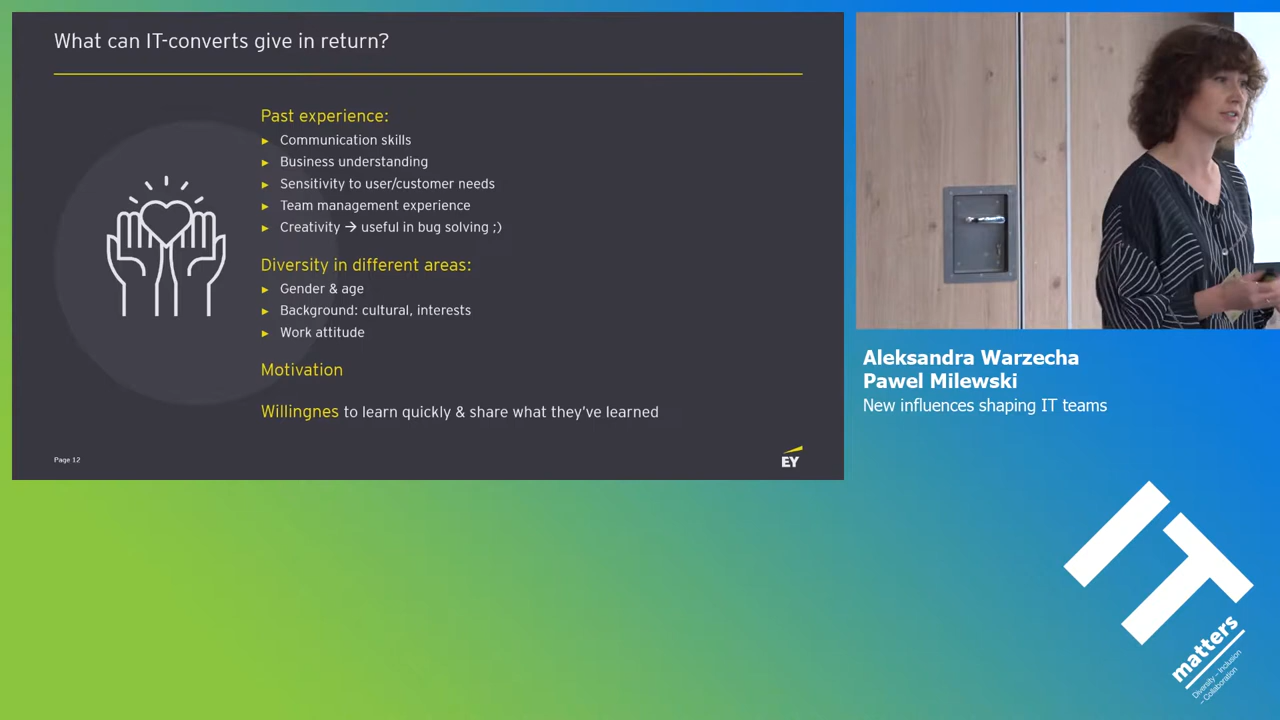 What can IT-converts give in return?
Past experience:
► Communication skills
► Business understanding
► Sensitivity to user/customer needs
► Team management experience
► Creativity → useful in bug solving ;)
Diversity in different areas:
► Gender & age
► Background: cultural, interests
► Work attitude
Motivation
Willingnes to learn quickly & share what they've learned
Page 12
EY
Aleksandra Warzecha
Pawel Milewski
New influences shaping IT teams
IT
matters
Diversity – Inclusion
– Collaboration